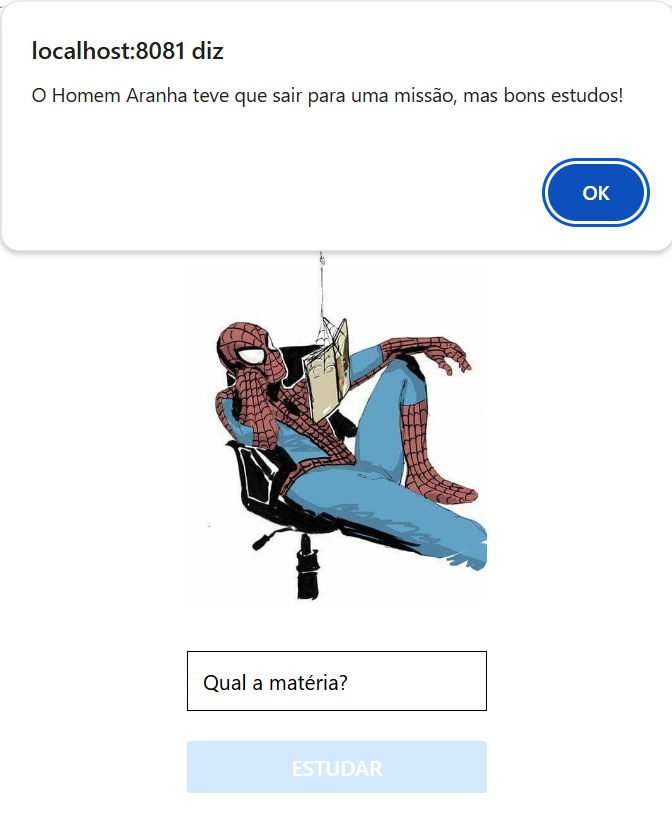 localhost:8081 diz
O Homem Aranha teve que sair para uma missão, mas bons estudos!
OK
Qual a matéria?
ESTUDAR